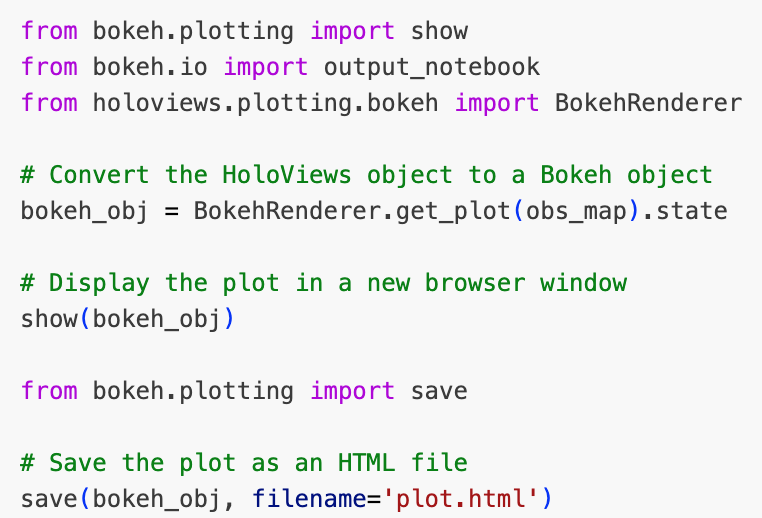 from bokeh.plotting import show
from bokeh.io import output_notebook
from holoviews.plotting.bokeh import BokehRenderer
# Convert the HoloViews object to a Bokeh object
bokeh_obj = BokehRenderer.get_plot(obs_map).state
# Display the plot in a new browser window
show(bokeh_obj)
from bokeh.plotting import save
# Save the plot as an HTML file
save(bokeh_obj, filename='plot.html')